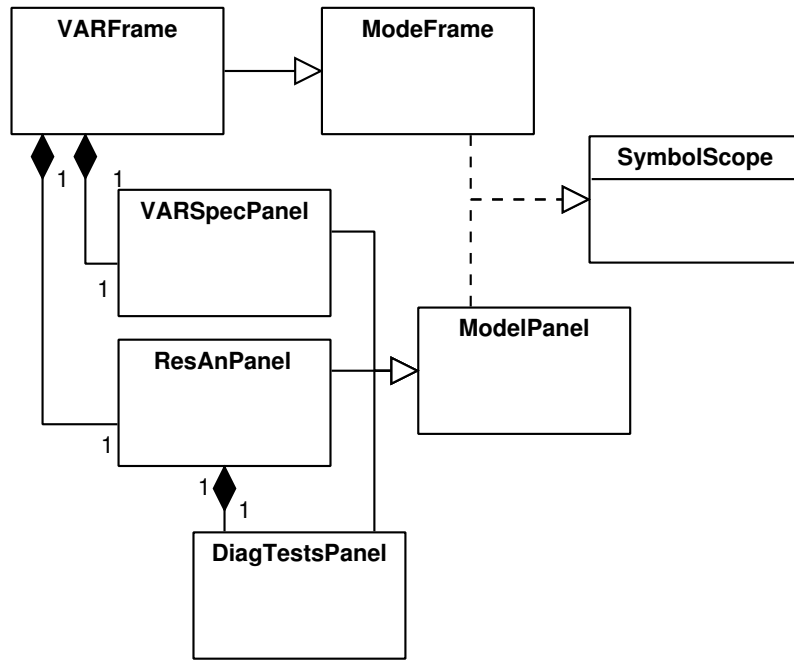 VARFrame
ModeFrame
SymbolScope
1
1
VARSpecPanel
1
ModelPanel
ResAnPanel
1
1
1
DiagTestsPanel